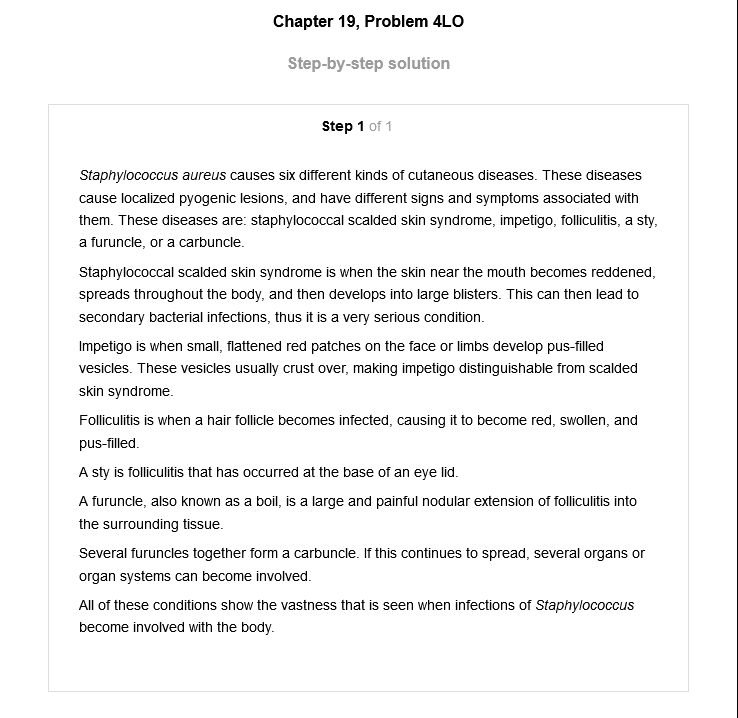 Chapter 19, Problem 4LO
Step-by-step solution
Step 1 of 1
Staphylococcus aureus causes six different kinds of cutaneous diseases. These diseases
cause localized pyogenic lesions, and have different signs and symptoms associated with
them. These diseases are: staphylococcal scalded skin syndrome, impetigo, folliculitis, a sty,
a furuncle, or a carbuncle.
Staphylococcal scalded skin syndrome is when the skin near the mouth becomes reddened,
spreads throughout the body, and then develops into large blisters. This can then lead to
secondary bacterial infections, thus it is a very serious condition.
Impetigo is when small, flattened red patches on the face or limbs develop pus-filled
vesicles. These vesicles usually crust over, making impetigo distinguishable from scalded
skin syndrome.
Folliculitis is when a hair follicle becomes infected, causing it to become red, swollen, and
pus-filled.
A sty is folliculitis that has occurred at the base of an eye lid.
A furuncle, also known as a boil, is a large and painful nodular extension of folliculitis into
the surrounding tissue.
Several furuncles together form a carbuncle. If this continues to spread, several organs or
organ systems can become involved.
All of these conditions show the vastness that is seen when infections of Staphylococcus
become involved with the body.